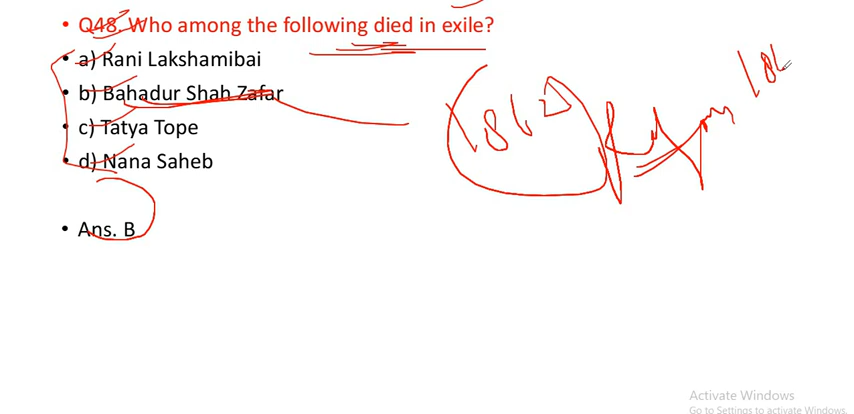 • Q48. Who among the following died in exile?
• a) Rani Lakshamibai
• b) Bahadur Shah Zafar
• c) Tatya Tope
• d) Nana Saheb
• Ans. B
1862
Activate Windows
Go to Settings to activate Windows.